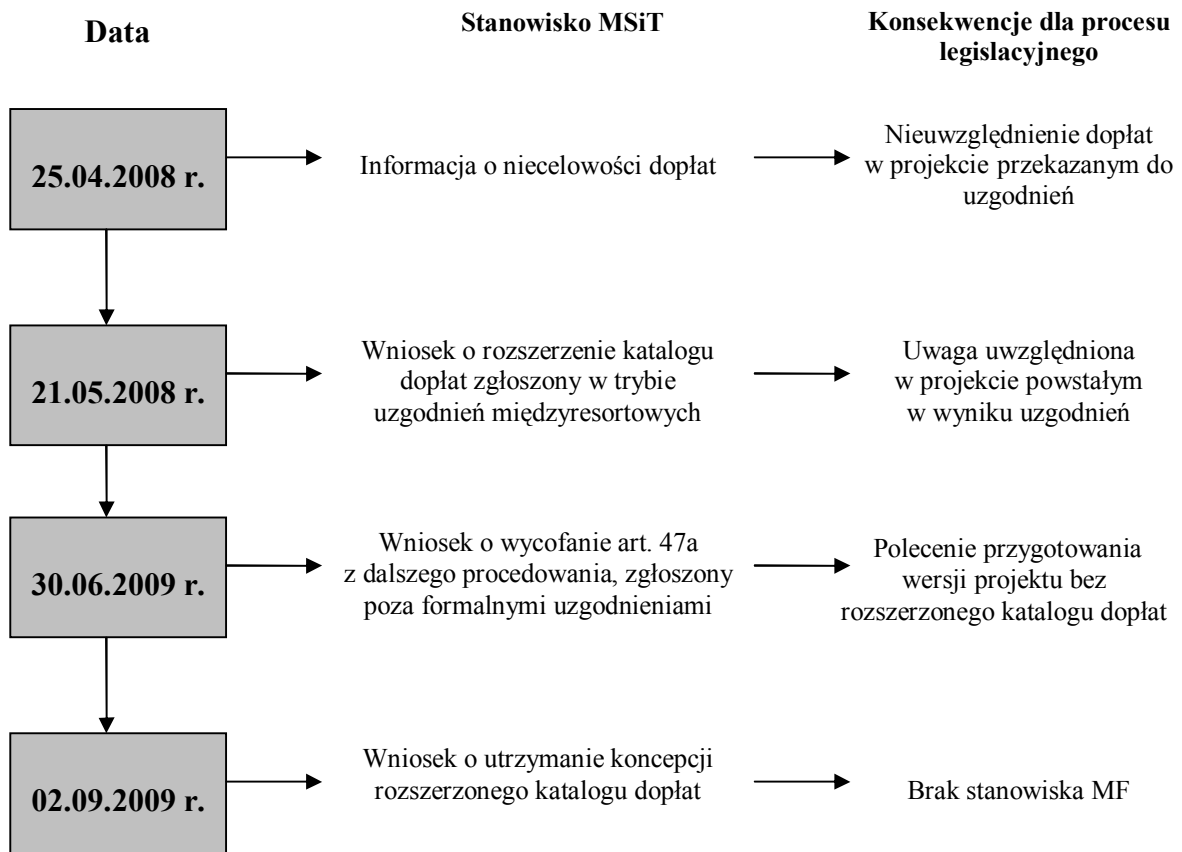 Data
Stanowisko MSiT
Konsekwencje dla procesu
legislacyjnego
25.04.2008 r.
Informacja o niecelowości dopłat
Nieuwzględnienie dopłat
w projekcie przekazanym do
uzgodnień
21.05.2008 r.
Wniosek o rozszerzenie katalogu
dopłat zgłoszony w trybie
uzgodnień międzyresortowych
Uwaga uwzględniona
w projekcie powstałym
w wyniku uzgodnień
30.06.2009 r.
Wniosek o wycofanie art. 47a
z dalszego procedowania, zgłoszony
poza formalnymi uzgodnieniami
Polecenie przygotowania
wersji projektu bez
rozszerzonego katalogu dopłat
02.09.2009 r.
Wniosek o utrzymanie koncepcji
rozszerzonego katalogu dopłat
Brak stanowiska MF